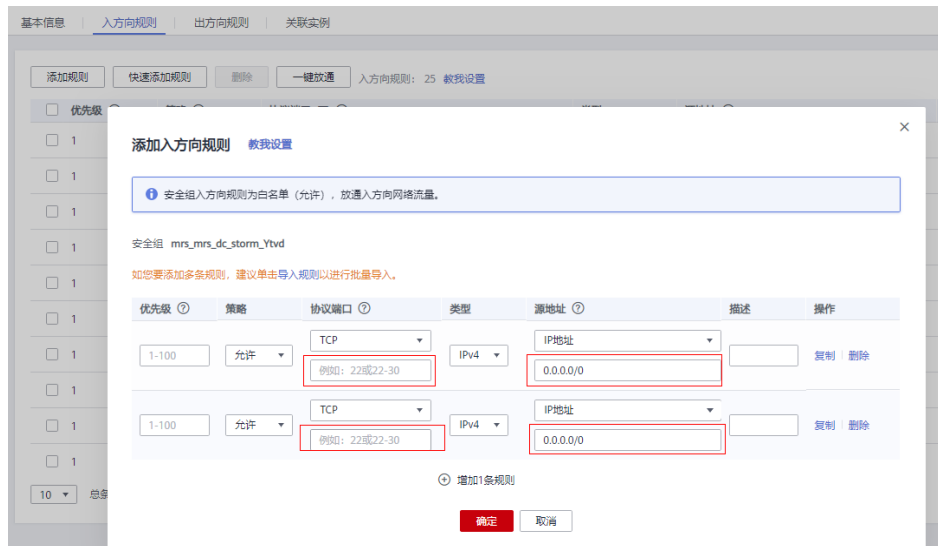 基本信息 入方向规则 出方向规则 关联实例
添加规则 快速添加规则 删除 一键放通 入方向规则: 25 教我设置
优先级
1
添加入方向规则 教我设置
1
安全组入方向规则为白名单（允许），放通入方向网络流量。
1
安全组 mrs_mrs_dc_storm_Ytvd
1
如您要添加多条规则，建议单击导入规则以进行批量导入。
1
优先级 策略 协议端口 类型 源地址 描述 操作
1
TCP IP地址
1
1-100 允许 IPv4 复制 删除
例如：22或22-30 0.0.0.0/0
1
TCP IP地址
1
1-100 允许 IPv4 复制 删除
例如：22或22-30 0.0.0.0/0
1
增加1条规则
10 总条
确定 取消